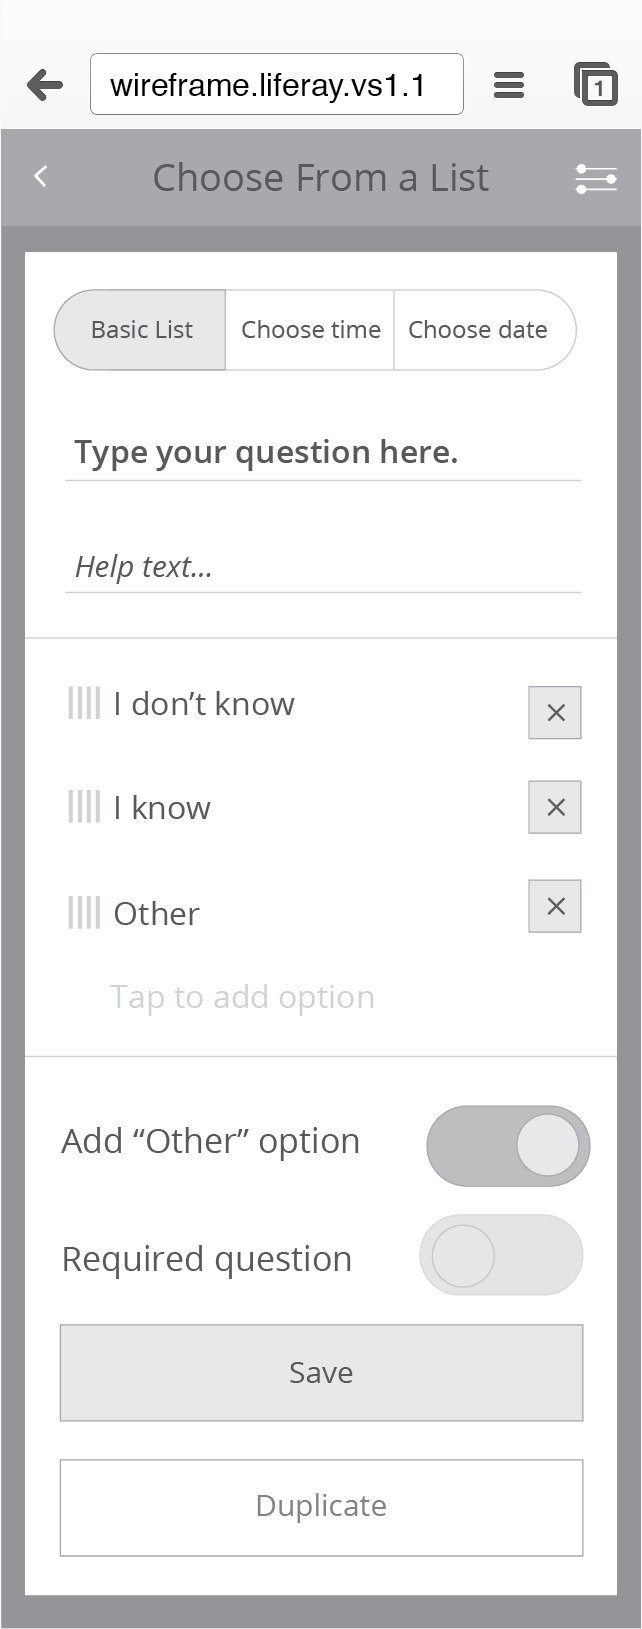 wireframe.liferay.vs1.1
1
Choose From a List
Basic List
Choose time
Choose date
Type your question here.
Help text...
I don’t know
I know
Other
Tap to add option
Add “Other” option
Required question
Save
Duplicate